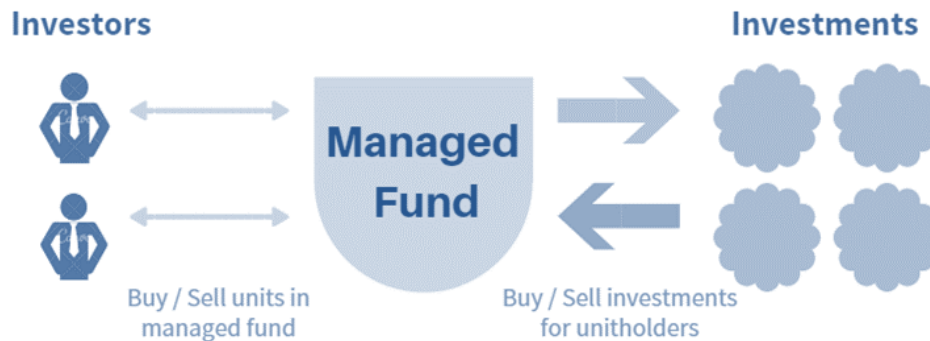 Investors
Investments
Managed
Fund
Buy / Sell units in
managed fund
Buy / Sell investments
for unitholders